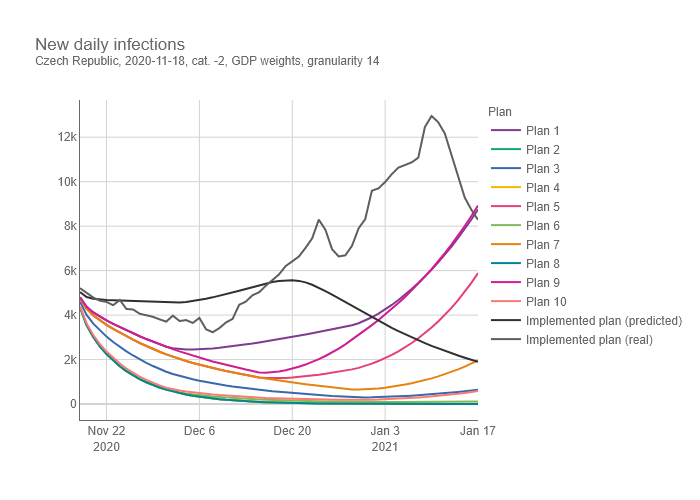 New daily infections
Czech Republic, 2020-11-18, cat. -2, GDP weights, granularity 14
12k
10k
8k
6k
4k
2k
0
Nov 22
2020
Dec 6
Dec 20
Jan 3
2021
Jan 17
Plan
Plan 1
Plan 2
Plan 3
Plan 4
Plan 5
Plan 6
Plan 7
Plan 8
Plan 9
Plan 10
Implemented plan (predicted)
Implemented plan (real)